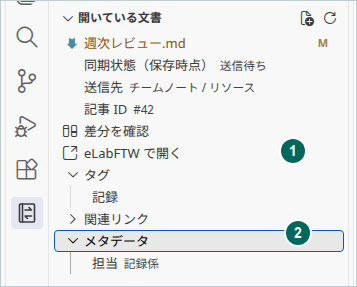 開いている文書
週次レビュー.md M
同期状態（保存時点） 送信待ち
送信先 チームノート / リソース
記事 ID #42
差分を確認
eLabFTW で開く
1
タグ
記録
関連リンク
2
メタデータ
担当 記録係